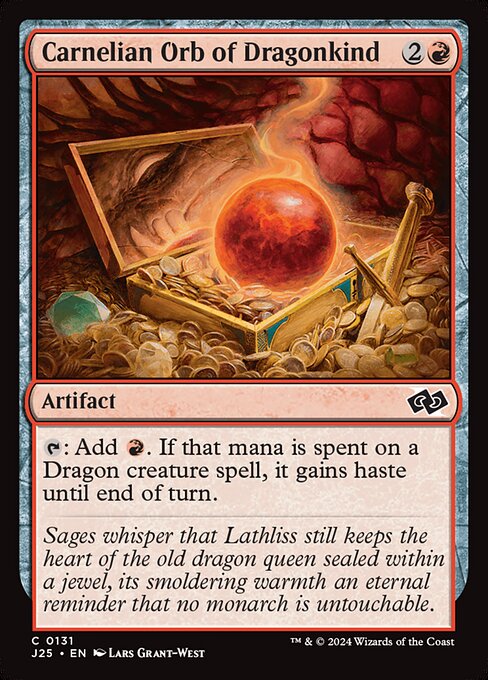 Carnelian Orb of Dragonkind 2
Artifact
: Add . If that mana is spent on a
Dragon creature spell, it gains haste
until end of turn.
Sages whisper that Lathliss still keeps the
heart of the old dragon queen sealed within
a jewel, its smoldering warmth an eternal
reminder that no monarch is untouchable.
C 0131
J25 • EN Lars Grant-West
™ & © 2024 Wizards of the Coast